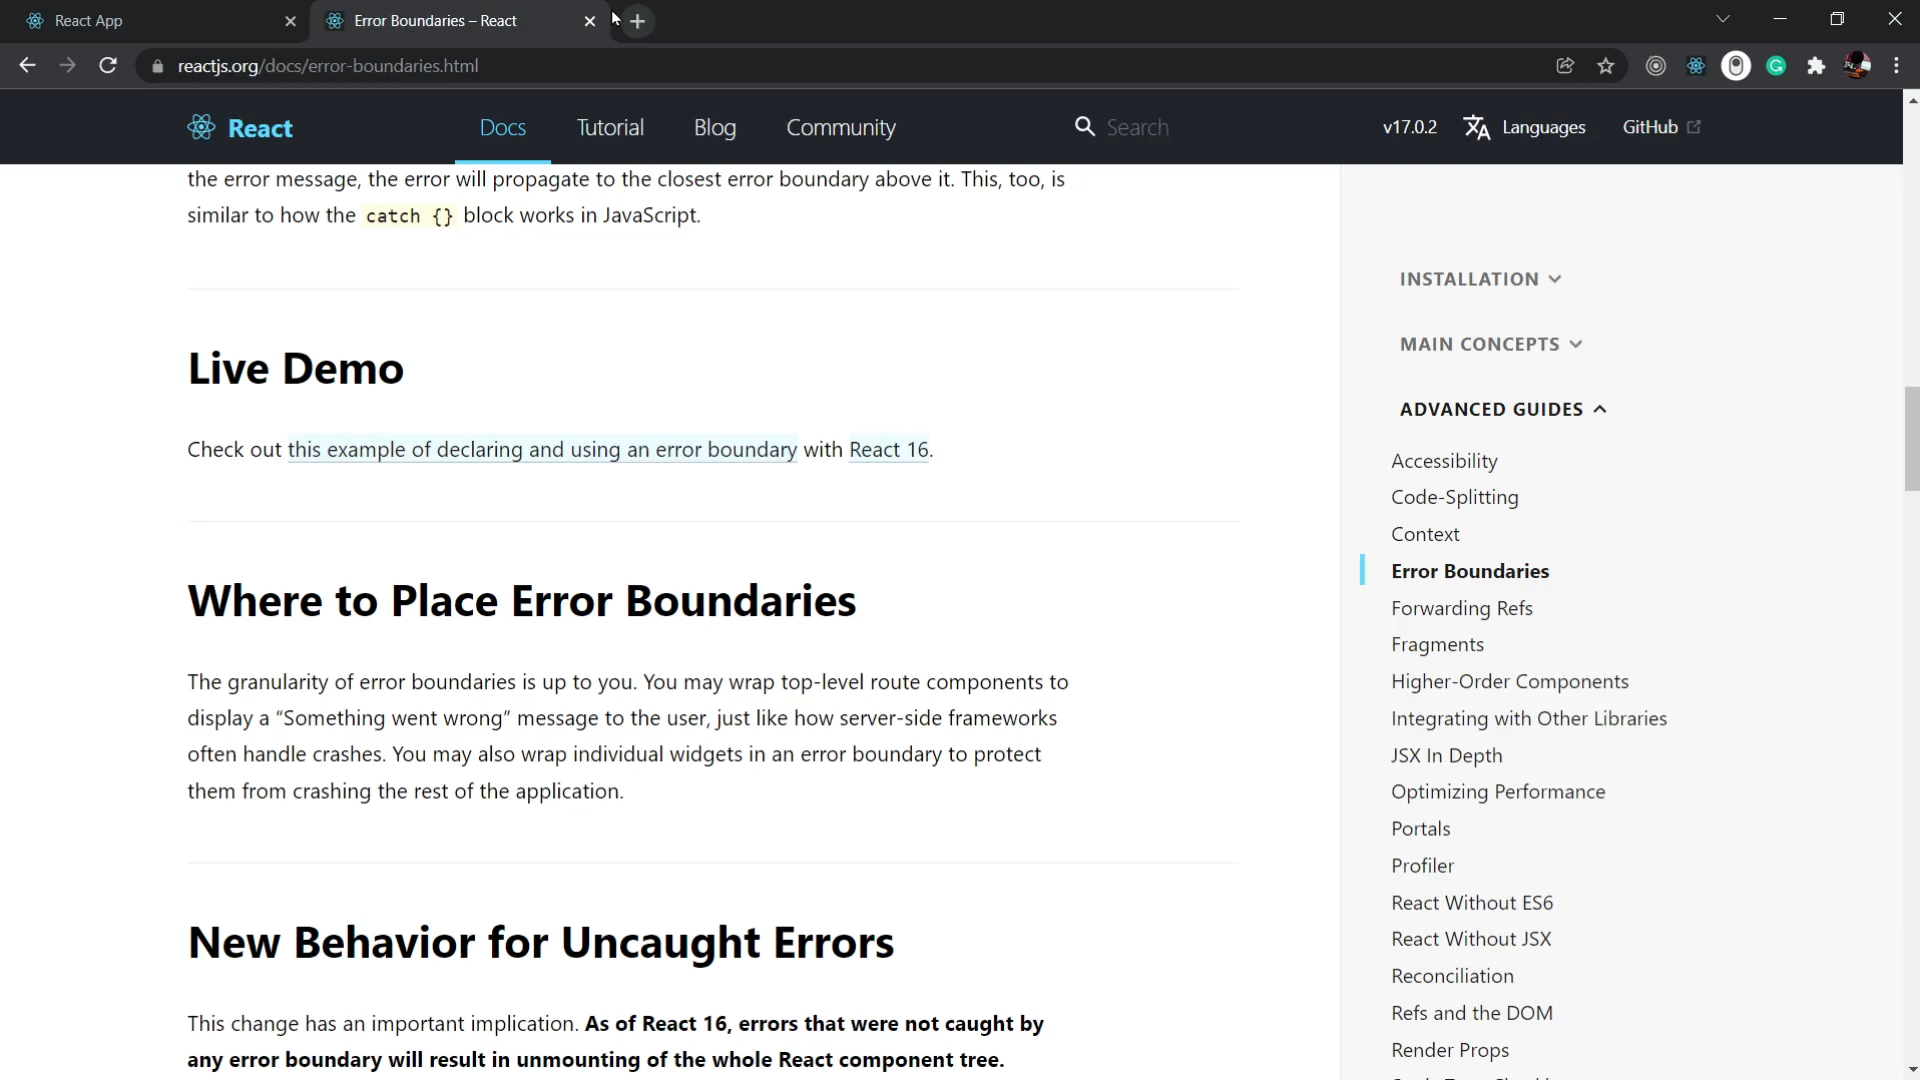 React App
Error Boundaries – React
reactjs.org/docs/error-boundaries.html
React
Docs
Tutorial
Blog
Community
Search
v17.0.2
Languages
GitHub
the error message, the error will propagate to the closest error boundary above it. This, too, is
similar to how the catch {} block works in JavaScript.
Live Demo
Check out this example of declaring and using an error boundary with React 16.
Where to Place Error Boundaries
The granularity of error boundaries is up to you. You may wrap top-level route components to
display a “Something went wrong” message to the user, just like how server-side frameworks
often handle crashes. You may also wrap individual widgets in an error boundary to protect
them from crashing the rest of the application.
New Behavior for Uncaught Errors
This change has an important implication. As of React 16, errors that were not caught by
any error boundary will result in unmounting of the whole React component tree.
INSTALLATION
MAIN CONCEPTS
ADVANCED GUIDES
Accessibility
Code-Splitting
Context
Error Boundaries
Forwarding Refs
Fragments
Higher-Order Components
Integrating with Other Libraries
JSX In Depth
Optimizing Performance
Portals
Profiler
React Without ES6
React Without JSX
Reconciliation
Refs and the DOM
Render Props